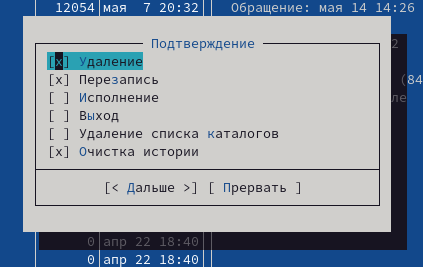 12054 мая 7 20:32 Обращение: мая 14 14:26
Подтверждение
2
[x] Удаление
[x] Перезапись
(84
[ ] Исполнение
ле
[ ] Выход
[ ] Удаление списка каталогов
[x] Очистка истории
[< Дальше >] [ Прервать ]
0 апр 22 18:40
0 апр 22 18:40